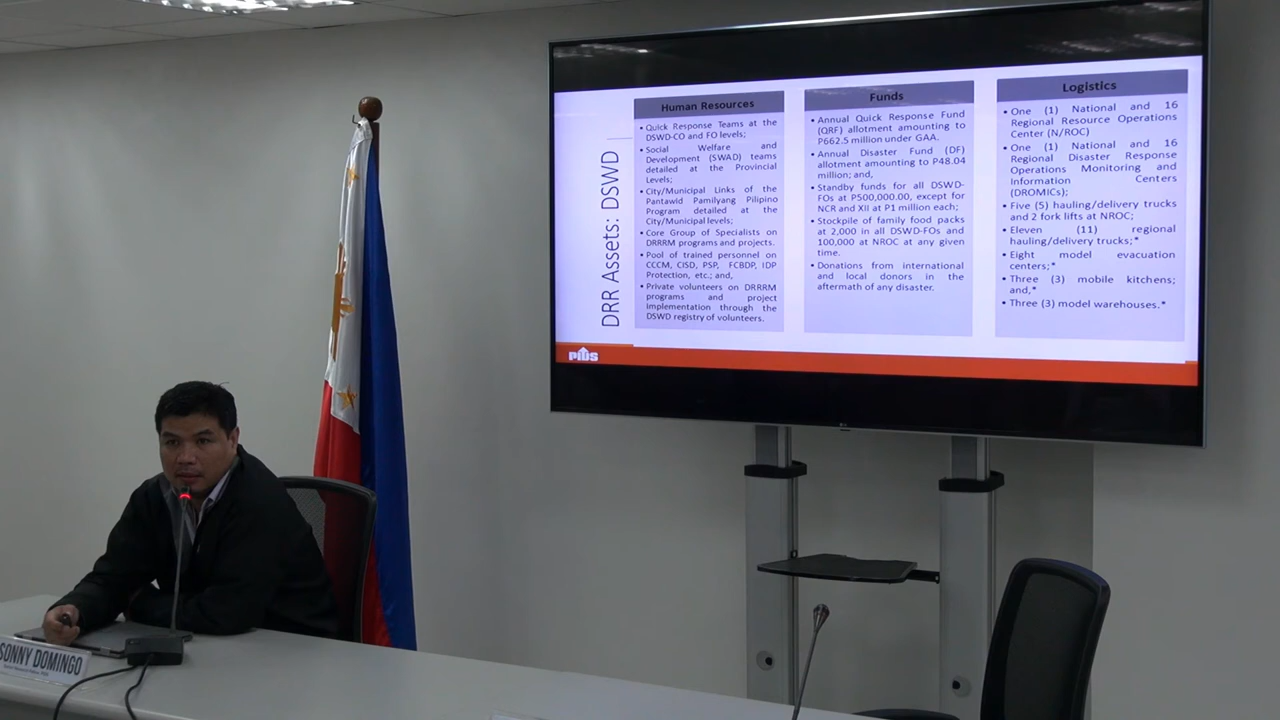 DRR Assets: DSWD
Human Resources
• Quick Response Teams at the
DSWD-CO and FO levels;
• Social Welfare and
Development (SWAD) teams
detailed at the Provincial
Levels;
• City/Municipal Links of the
Pantawid Pamilyang Pilipino
Program detailed at the
City/Municipal levels;
• Core Group of Specialists on
DRRRM programs and projects.
• Pool of trained personnel on
CCCM, CISD, PSP, FCBDP, IDP
Protection, etc.; and,
• Private volunteers on DRRRM
programs and project
implementation through the
DSWD registry of volunteers.
Funds
• Annual Quick Response Fund
(QRF) allotment amounting to
P662.5 million under GAA.
• Annual Disaster Fund (DF)
allotment amounting to P48.04
million; and,
• Standby funds for all DSWD-
FOs at P500,000.00, except for
NCR and XII at P1 million each;
• Stockpile of family food packs
at 2,000 in all DSWD-FOs and
100,000 at NROC at any given
time.
• Donations from international
and local donors in the
aftermath of any disaster.
Logistics
• One (1) National and 16
Regional Resource Operations
Center (N/ROC)
• One (1) National and 16
Regional Disaster Response
Operations Monitoring and
Information Centers
(DROMICs);
• Five (5) hauling/delivery trucks
and 2 fork lifts at NROC;
• Eleven (11) regional
hauling/delivery trucks;*
• Eight model evacuation
centers;*
• Three (3) mobile kitchens;
and,*
• Three (3) model warehouses.*
PIDS
SONNY DOMINGO